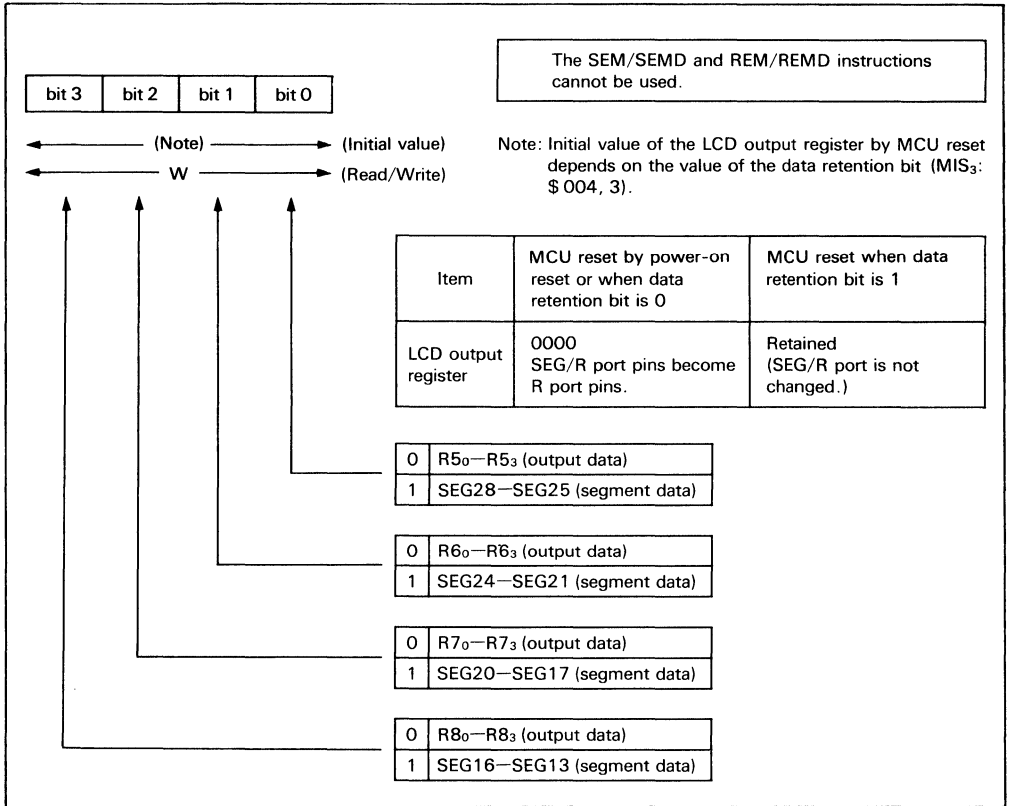 The SEM/SEMD and REM/REMD instructions
cannot be used.
bit 3 bit 2 bit 1 bit 0
(Note) (Initial value)
W (Read/Write)
Note: Initial value of the LCD output register by MCU reset
depends on the value of the data retention bit (MIS₃:
$ 004, 3).
Item
MCU reset by power-on
reset or when data
retention bit is 0
MCU reset when data
retention bit is 1
LCD output
register
0000
SEG/R port pins become
R port pins.
Retained
(SEG/R port is not
changed.)
0 R5₀—R5₃ (output data)
1 SEG28—SEG25 (segment data)
0 R6₀—R6₃ (output data)
1 SEG24—SEG21 (segment data)
0 R7₀—R7₃ (output data)
1 SEG20—SEG17 (segment data)
0 R8₀—R8₃ (output data)
1 SEG16—SEG13 (segment data)